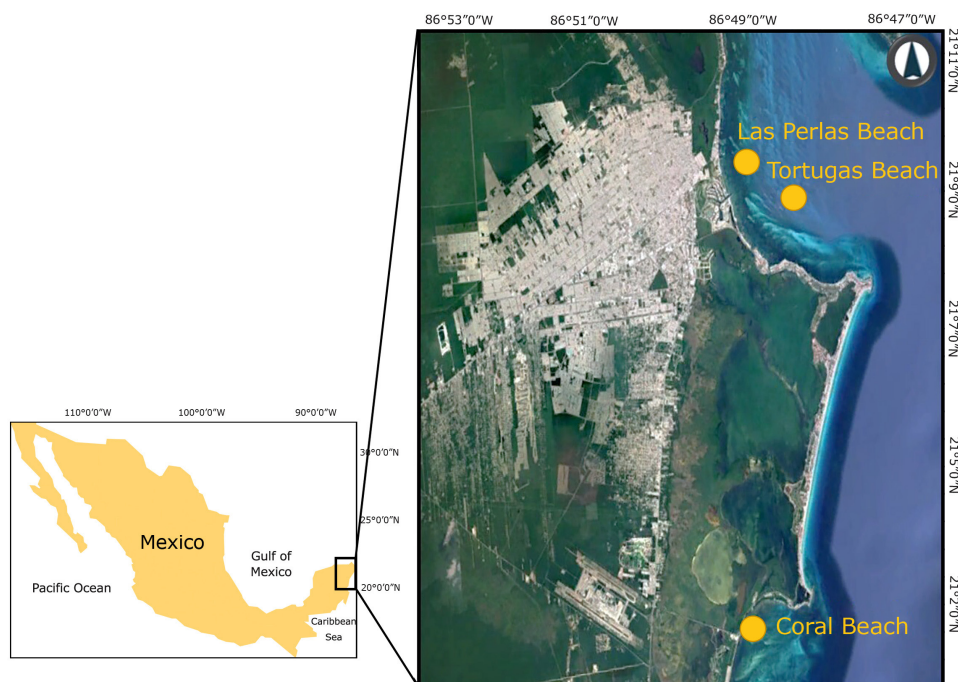 86°53″0″W
86°51″0″W
86°49″0″W
86°47″0″W
21°11″0″N
Las Perlas Beach
Tortugas Beach
21°9″0″N
21°7″0″N
21°5″0″N
21°2″0″N
Coral Beach
110°0'0"W
100°0'0"W
90°0'0"W
30°0'0"N
25°0'0"N
20°0'0"N
Mexico
Gulf of
Mexico
Pacific Ocean
Caribbean
Sea